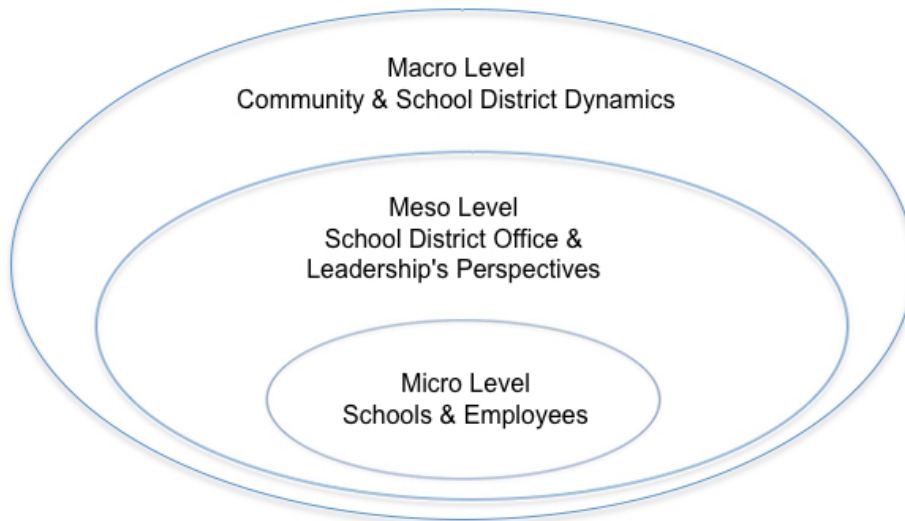 Macro Level
Community & School District Dynamics
Meso Level
School District Office &
Leadership's Perspectives
Micro Level
Schools & Employees